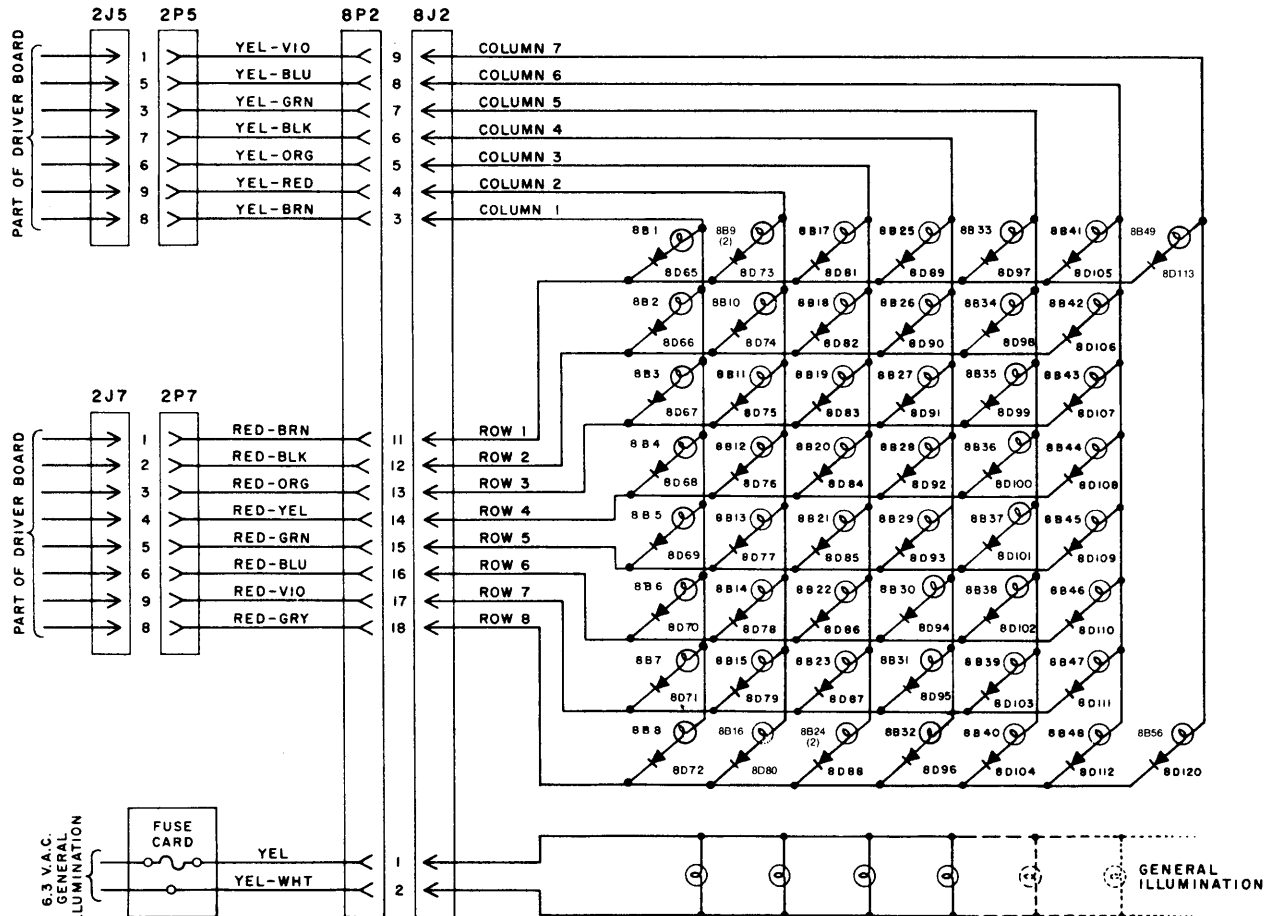 2J5 2P5 8P2 8J2
PART OF DRIVER BOARD
1 YEL-VIO 9 COLUMN 7
5 YEL-BLU 8 COLUMN 6
3 YEL-GRN 7 COLUMN 5
7 YEL-BLK 6 COLUMN 4
6 YEL-ORG 5 COLUMN 3
9 YEL-RED 4 COLUMN 2
8 YEL-BRN 3 COLUMN 1
8B1 8B9 (2) 8B17 8B25 8B33 8B41 8B49
8D65 8D73 8D81 8D89 8D97 8D105 8D113
8B2 8B10 8B18 8B26 8B34 8B42
8D66 8D74 8D82 8D90 8D98 8D106
8B3 8B11 8B19 8B27 8B35 8B43
8D67 8D75 8D83 8D91 8D99 8D107
8B4 8B12 8B20 8B28 8B36 8B44
8D68 8D76 8D84 8D92 8D100 8D108
8B5 8B13 8B21 8B29 8B37 8B45
8D69 8D77 8D85 8D93 8D101 8D109
8B6 8B14 8B22 8B30 8B38 8B46
8D70 8D78 8D86 8D94 8D102 8D110
8B7 8B15 8B23 8B31 8B39 8B47
8D71 8D79 8D87 8D95 8D103 8D111
8B8 8B16 8B24 (2) 8B32 8B40 8B48 8B56
8D72 8D80 8D88 8D96 8D104 8D112 8D120
2J7 2P7
PART OF DRIVER BOARD
1 RED-BRN 11 ROW 1
2 RED-BLK 12 ROW 2
3 RED-ORG 13 ROW 3
4 RED-YEL 14 ROW 4
5 RED-GRN 15 ROW 5
6 RED-BLU 16 ROW 6
9 RED-VIO 17 ROW 7
8 RED-GRY 18 ROW 8
6.3 V.A.C.
GENERAL
FUSE
CARD
YEL 1
YEL-WHT 2
GENERAL
ILLUMINATION